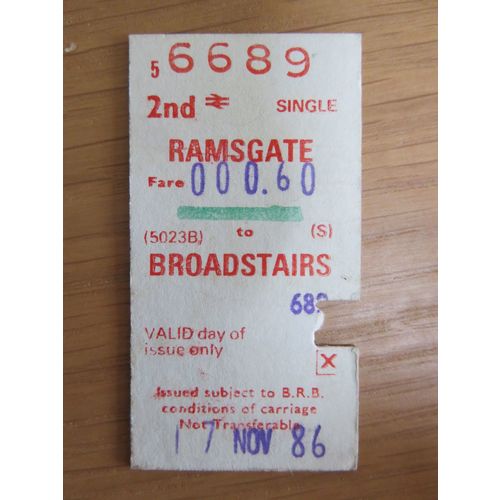 5 6689
2nd SINGLE
RAMSGATE
Fare 000.60
(5023B) to (S)
BROADSTAIRS
VALID day of
issue only
X
Issued subject to B.R.B.
conditions of carriage
Not Transferable
17 NOV 86